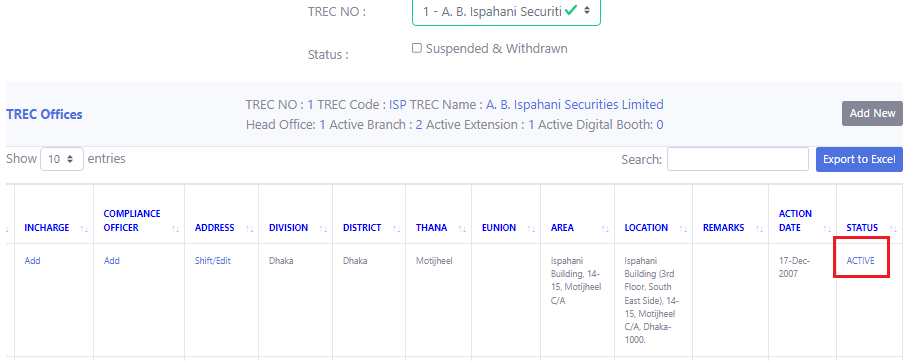 TREC NO :
1 - A. B. Ispahani Securiti
Status :
Suspended & Withdrawn
TREC Offices
TREC NO : 1 TREC Code : ISP TREC Name : A. B. Ispahani Securities Limited
Head Office: 1 Active Branch : 2 Active Extension : 1 Active Digital Booth: 0
Add New
Show 10 entries
Search:
Export to Excel
INCHARGE
COMPLIANCE
OFFICER
ADDRESS
DIVISION
DISTRICT
THANA
EUNION
AREA
LOCATION
REMARKS
ACTION
DATE
STATUS
Add
Add
Shift/Edit
Dhaka
Dhaka
Motijheel
Ispahani
Building, 14-
15, Motijheel
C/A
Ispahani
Building (3rd
Floor, South
East Side), 14-
15, Motijheel
C/A, Dhaka-
1000.
17-Dec-
2007
ACTIVE